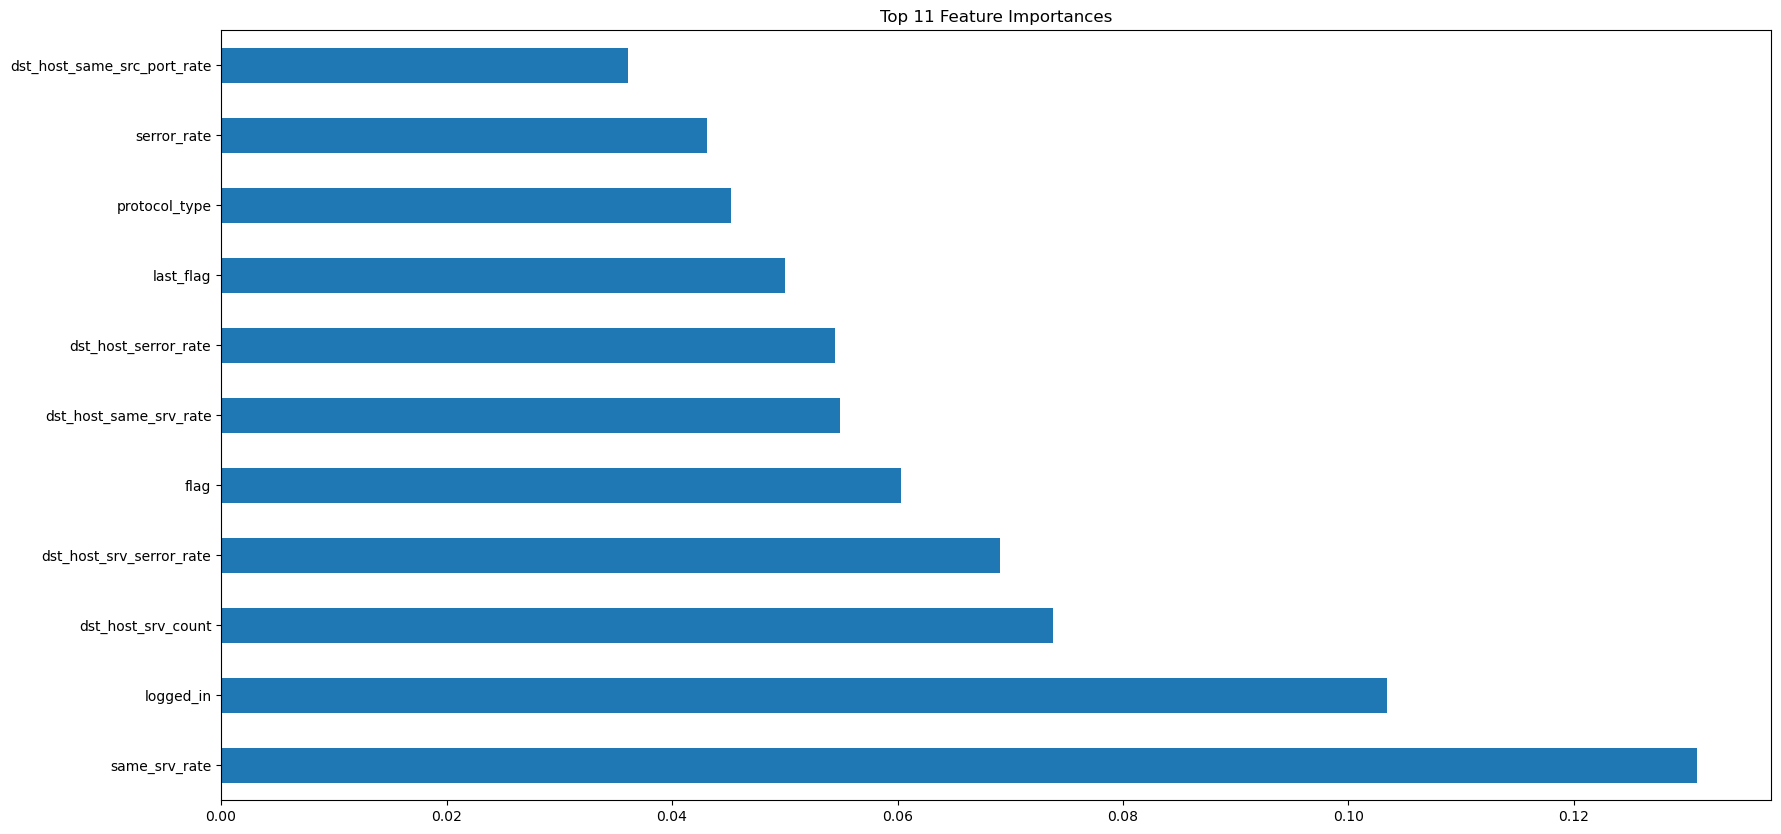 Top 11 Feature Importances
dst_host_same_src_port_rate
serror_rate
protocol_type
last_flag
dst_host_serror_rate
dst_host_same_srv_rate
flag
dst_host_srv_serror_rate
dst_host_srv_count
logged_in
same_srv_rate
0.00 0.02 0.04 0.06 0.08 0.10 0.12